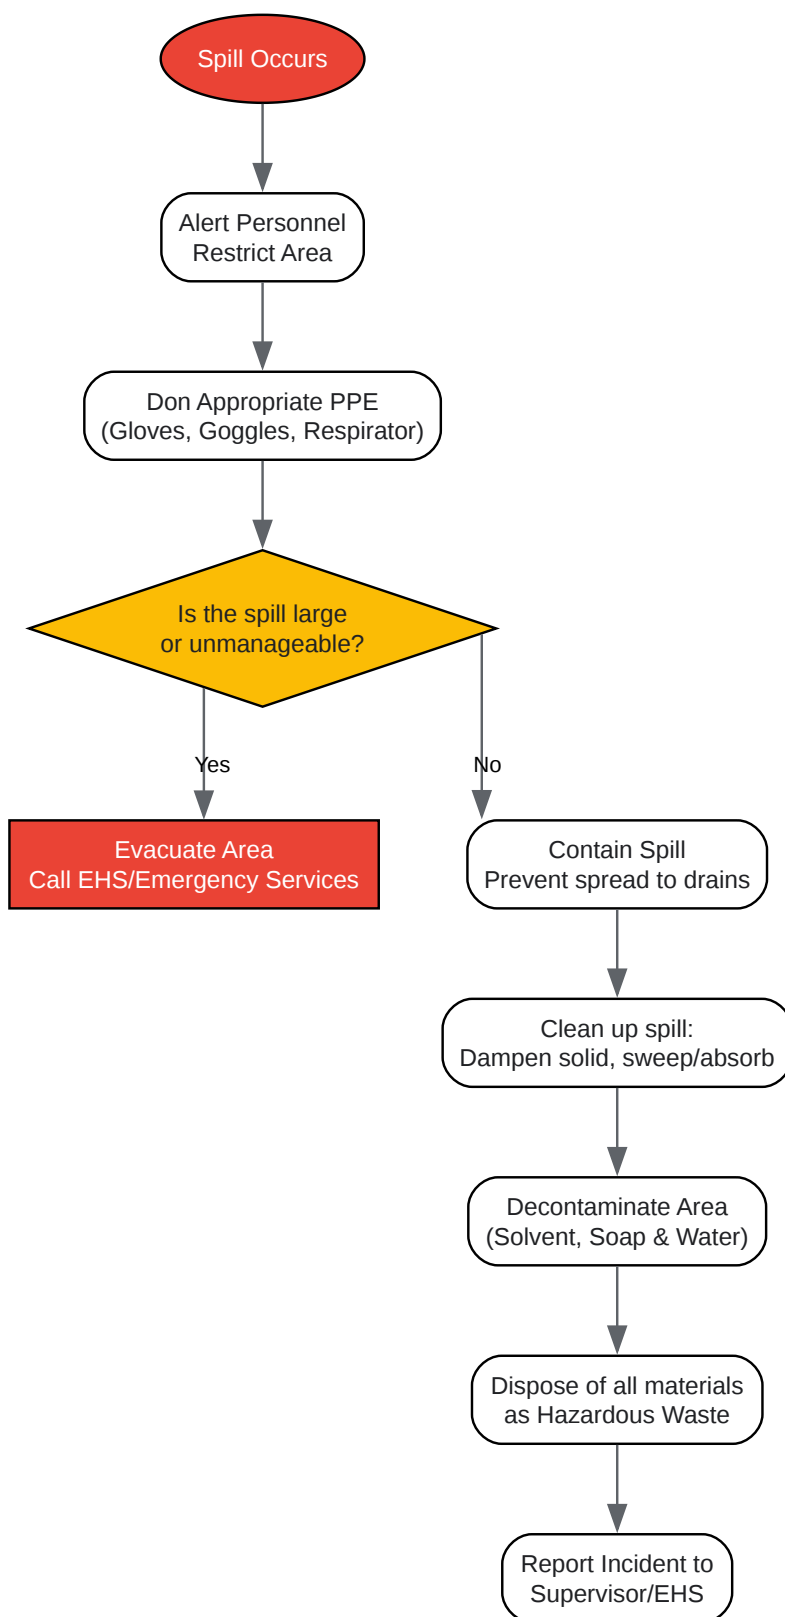 Spill Occurs
Alert Personnel
Restrict Area
Don Appropriate PPE
(Gloves, Goggles, Respirator)
Is the spill large
or unmanageable?
Yes
No
Evacuate Area
Call EHS/Emergency Services
Contain Spill
Prevent spread to drains
Clean up spill:
Dampen solid, sweep/absorb
Decontaminate Area
(Solvent, Soap & Water)
Dispose of all materials
as Hazardous Waste
Report Incident to
Supervisor/EHS